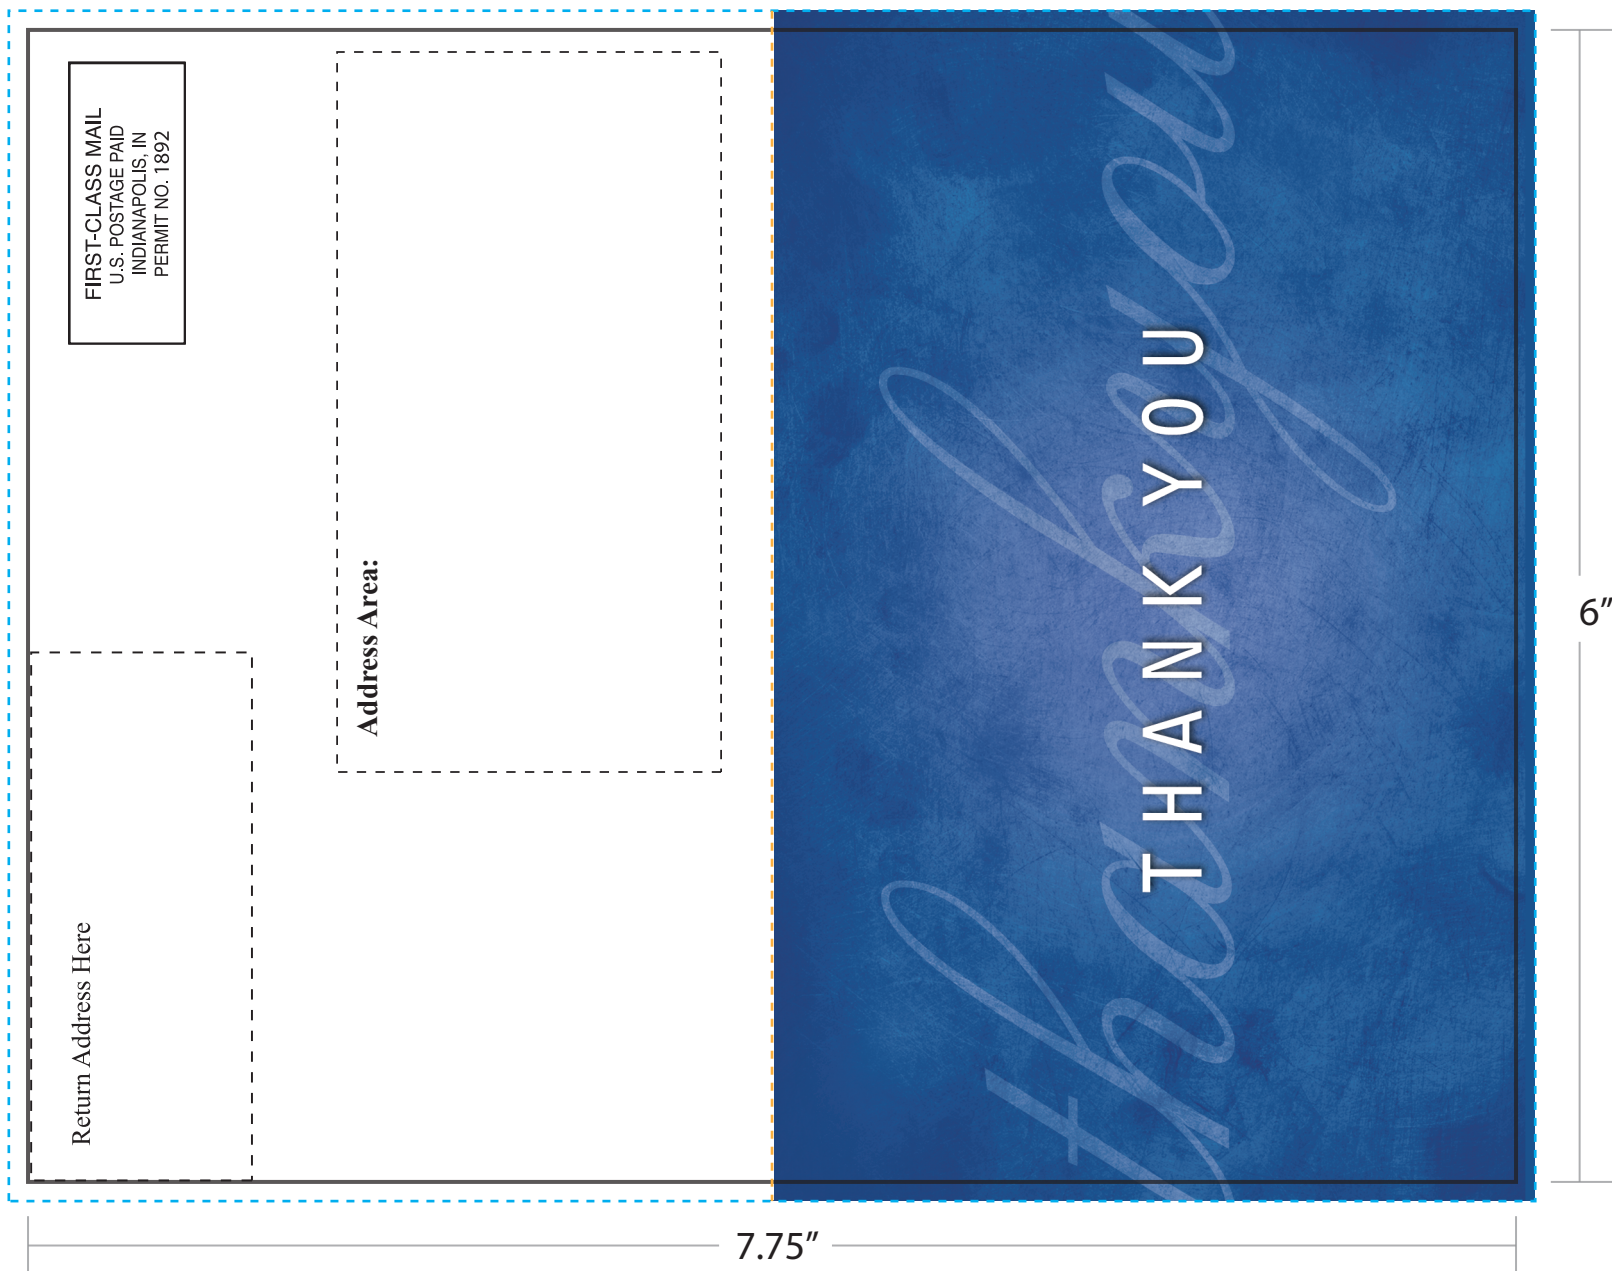 FIRST-CLASS MAIL
U.S. POSTAGE PAID
INDIANAPOLIS, IN
PERMIT NO. 1892
Return Address Here
Address Area:
thank you
THANK YOU
6”
7.75”